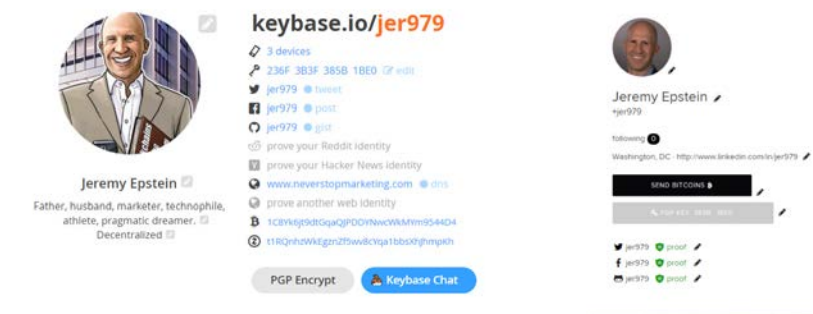 keybase.io/jer979
3 devices
236F 3B3F 385B 1BE0 edit
jer979 tweet
jer979 post
jer979 gist
prove your Reddit identity
prove your Hacker News identity
www.neverstopmarketing.com dns
prove another web identity
PGP Encrypt
Keybase Chat
Jeremy Epstein
Father, husband, marketer, technophile,
athlete, pragmatic dreamer.
Decentralized
Jeremy Epstein
+jer979
following 0
Washington, DC · http://www.linkedin.com/in/jer979
SEND BITCOINS
PGP KEY
jer979 proof
jer979 proof
jer979 proof